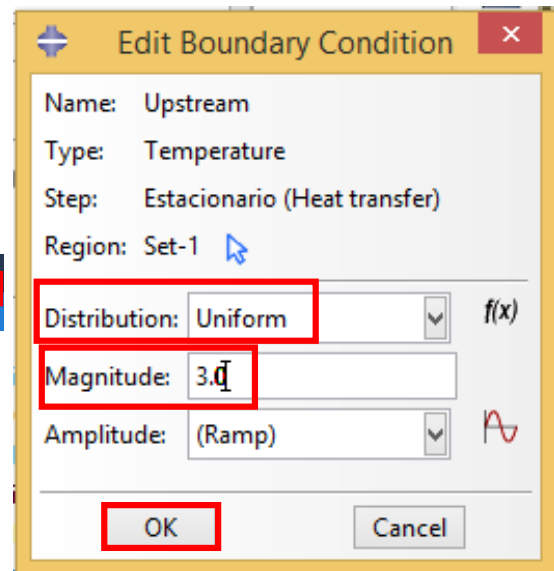 Edit Boundary Condition
Name: Upstream
Type: Temperature
Step: Estacionario (Heat transfer)
Region: Set-1
Distribution: Uniform f(x)
Magnitude: 3.0
Amplitude: (Ramp)
OK Cancel